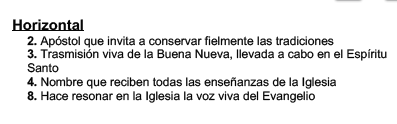 Horizontal
2. Apóstol que invita a conservar fielmente las tradiciones
3. Trasmisión viva de la Buena Nueva, llevada a cabo en el Espíritu
Santo
4. Nombre que reciben todas las enseñanzas de la Iglesia
8. Hace resonar en la Iglesia la voz viva del Evangelio